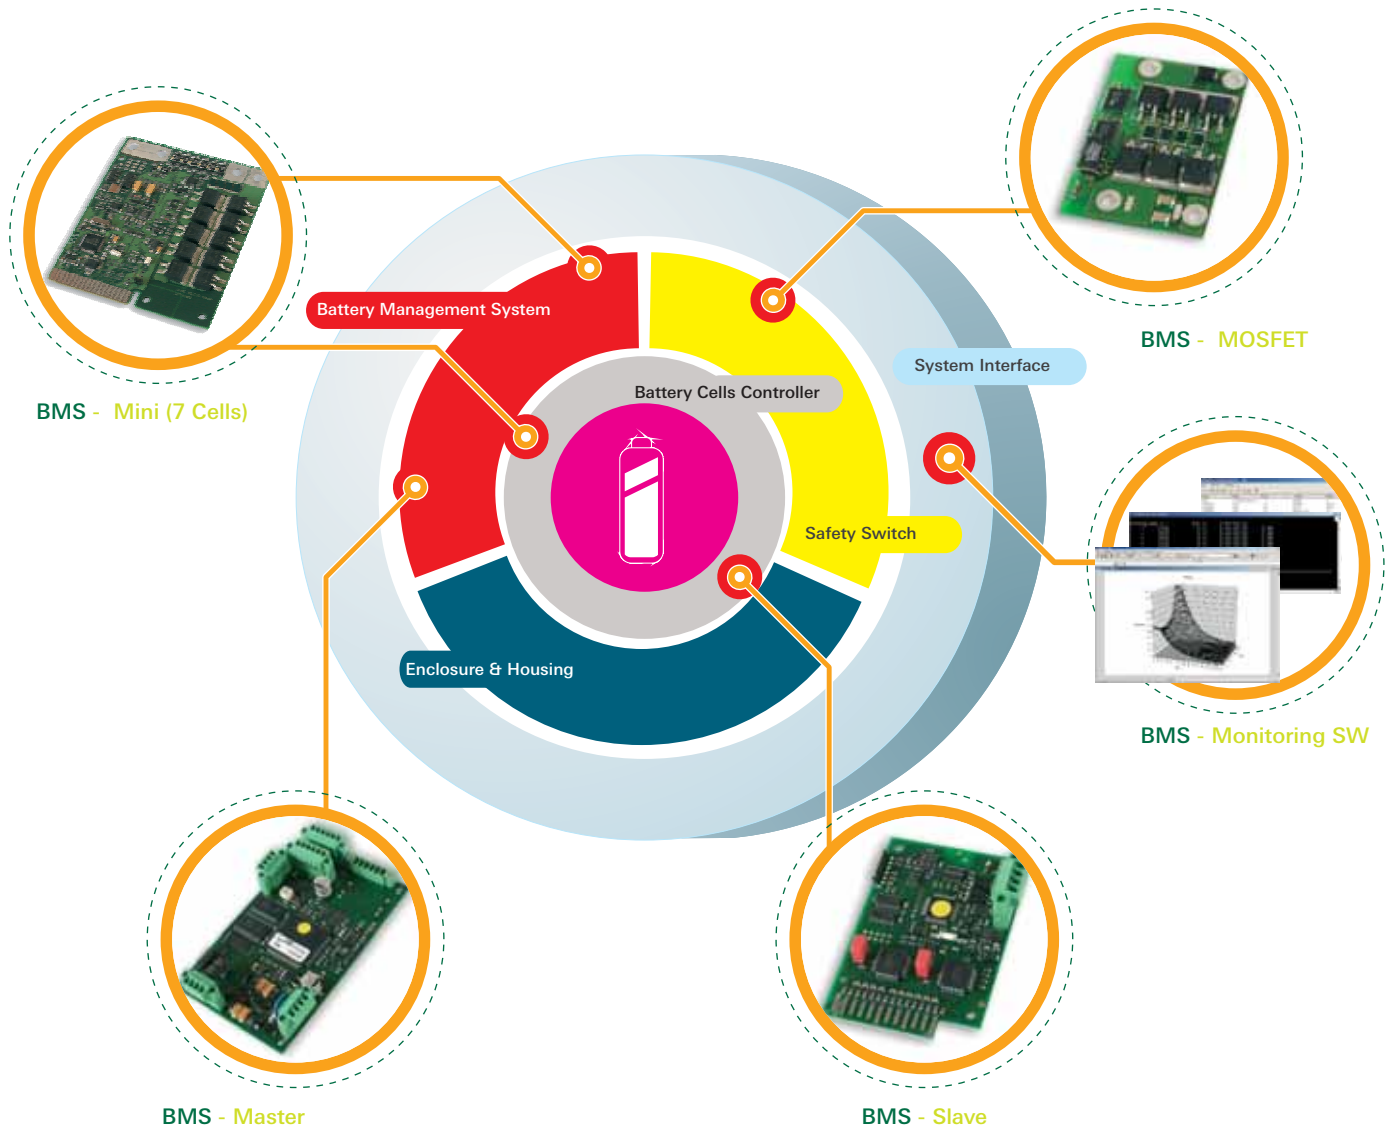 Battery Management System
BMS - MOSFET
System Interface
Battery Cells Controller
BMS - Mini (7 Cells)
Safety Switch
Enclosure & Housing
BMS - Monitoring SW
BMS - Master
BMS - Slave